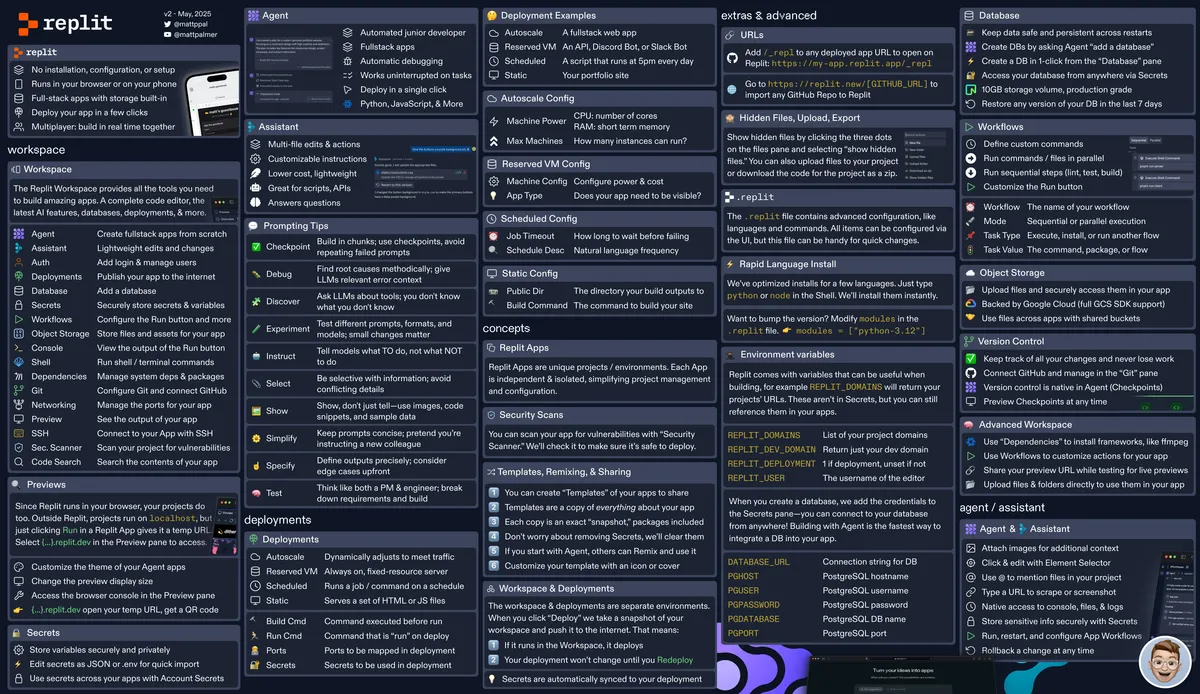 replit
v2 - May, 2025
@mattppal
@mattpalmer
replit
No installation, configuration, or setup
Runs in your browser or on your phone
Full-stack apps with storage built-in
Deploy your app in a few clicks
Multiplayer: build in real time together
workspace
Workspace
The Replit Workspace provides all the tools you need
to build amazing apps. A complete code editor, the
latest AI features, databases, deployments, & more.
Agent Create fullstack apps from scratch
Assistant Lightweight edits and changes
Auth Add login & manage users
Deployments Publish your app to the internet
Database Add a database
Secrets Securely store secrets & variables
Workflows Configure the Run button and more
Object Storage Store files and assets for your app
Console View the output of the Run button
Shell Run shell / terminal commands
Dependencies Manage system deps & packages
Git Configure Git and connect GitHub
Networking Manage the ports for your app
Preview See the output of your app
SSH Connect to your App with SSH
Sec. Scanner Scan your project for vulnerabilities
Code Search Search the contents of your app
Previews
Since Replit runs in your browser, your projects do
too. Outside Replit, projects run on localhost, but
just clicking Run in a Replit App gives it a temp URL.
Select {...}.replit.dev in the Preview pane to access.
Customize the theme of your Agent apps
Change the preview display size
Access the browser console in the Preview pane
{...}.replit.dev open your temp URL, get a QR code
Secrets
Store variables securely and privately
Edit secrets as JSON or .env for quick import
Use secrets across your apps with Account Secrets
Agent
Automated junior developer
Fullstack apps
Automatic debugging
Works uninterrupted on tasks
Deploy in a single click
Python, JavaScript, & More
Assistant
Multi-file edits & actions
Customizable instructions
Lower cost, lightweight
Great for scripts, APIs
Answers questions
Prompting Tips
Checkpoint Build in chunks; use checkpoints, avoid
repeating failed prompts
Debug Find root causes methodically; give
LLMs relevant error context
Discover Ask LLMs about tools; you don't know
what you don't know
Experiment Test different prompts, formats, and
models; small changes matter
Instruct Tell models what TO do, not what NOT
to do
Select Be selective with information; avoid
conflicting details
Show Show, don't just tell—use images, code
snippets, and sample data
Simplify Keep prompts concise; pretend you're
instructing a new colleague
Specify Define outputs precisely; consider
edge cases upfront
Test Think like both a PM & engineer; break
down requirements and build
deployments
Deployments
Autoscale Dynamically adjusts to meet traffic
Reserved VM Always on, fixed-resource server
Scheduled Runs a job / command on a schedule
Static Serves a set of HTML or JS files
Build Cmd Command executed before run
Run Cmd Command that is "run" on deploy
Ports Ports to be mapped in deployment
Secrets Secrets to be used in deployment
Deployment Examples
Autoscale A fullstack web app
Reserved VM An API, Discord Bot, or Slack Bot
Scheduled A script that runs at 5pm every day
Static Your portfolio site
Autoscale Config
Machine Power CPU: number of cores
RAM: short term memory
Max Machines How many instances can run?
Reserved VM Config
Machine Config Configure power & cost
App Type Does your app need to be visible?
Scheduled Config
Job Timeout How long to wait before failing
Schedule Desc Natural language frequency
Static Config
Public Dir The directory your build outputs to
Build Command The command to build your site
concepts
Replit Apps
Replit Apps are unique projects / environments. Each App
is independent & isolated, simplifying project management
and configuration.
Security Scans
You can scan your app for vulnerabilities with "Security
Scanner." We'll check it to make sure it's safe to deploy.
Templates, Remixing, & Sharing
1 You can create "Templates" of your apps to share
2 Templates are a copy of everything about your app
3 Each copy is an exact "snapshot," packages included
4 Don't worry about removing Secrets, we'll clear them
5 If you start with Agent, others can Remix and use it
6 Customize your template with an icon or cover
Workspace & Deployments
The workspace & deployments are separate environments.
When you click "Deploy" we take a snapshot of your
workspace and push it to the internet. That means:
1 If it runs in the Workspace, it deploys
2 Your deployment won't change until you Redeploy
Secrets are automatically synced to your deployment
extras & advanced
URLs
Add /_repl to any deployed app URL to open on
Replit: https://my-app.replit.app/_repl
Go to https://replit.new/[GITHUB_URL] to
import any GitHub Repo to Replit
Hidden Files, Upload, Export
Show hidden files by clicking the three dots
on the files pane and selecting "show hidden
files." You can also upload files to your project
or download the code for the project as a zip.
.replit
The .replit file contains advanced configuration, like
languages and commands. All items can be configured via
the UI, but this file can be handy for quick changes.
Rapid Language Install
We've optimized installs for a few languages. Just type
python or node in the Shell. We'll install them instantly.
Want to bump the version? Modify modules in the
.replit file. modules = ["python-3.12"]
Environment variables
Replit comes with variables that can be useful when
building, for example REPLIT_DOMAINS will return your
projects' URLs. These aren't in Secrets, but you can still
reference them in your apps.
REPLIT_DOMAINS List of your project domains
REPLIT_DEV_DOMAIN Return just your dev domain
REPLIT_DEPLOYMENT 1 if deployment, unset if not
REPLIT_USER The username of the editor
When you create a database, we add the credentials to
the Secrets pane—you can connect to your database
from anywhere! Building with Agent is the fastest way to
integrate a DB into your app.
DATABASE_URL Connection string for DB
PGHOST PostgreSQL hostname
PGUSER PostgreSQL username
PGPASSWORD PostgreSQL password
PGDATABASE PostgreSQL DB name
PGPORT PostgreSQL port
Turn your ideas into apps
Database
Keep data safe and persistent across restarts
Create DBs by asking Agent "add a database"
Create a DB in 1-click from the "Database" pane
Access your database from anywhere via Secrets
10GB storage volume, production grade
Restore any version of your DB in the last 7 days
Workflows
Define custom commands
Run commands / files in parallel
Run sequential steps (lint, test, build)
Customize the Run button
Workflow The name of your workflow
Mode Sequential or parallel execution
Task Type Execute, install, or run another flow
Task Value The command, package, or flow
Object Storage
Upload files and securely access them in your app
Backed by Google Cloud (full GCS SDK support)
Use files across apps with shared buckets
Version Control
Keep track of all your changes and never lose work
Connect GitHub and manage in the "Git" pane
Version control is native in Agent (Checkpoints)
Preview Checkpoints at any time
Advanced Workspace
Use "Dependencies" to install frameworks, like ffmpeg
Use Workflows to customize actions for your app
Share your preview URL while testing for live previews
Upload files & folders directly to use them in your app
agent / assistant
Agent & Assistant
Attach images for additional context
Click & edit with Element Selector
Use @ to mention files in your project
Type a URL to scrape or screenshot
Native access to console, files, & logs
Store sensitive info securely with Secrets
Run, restart, and configure App Workflows
Rollback a change at any time